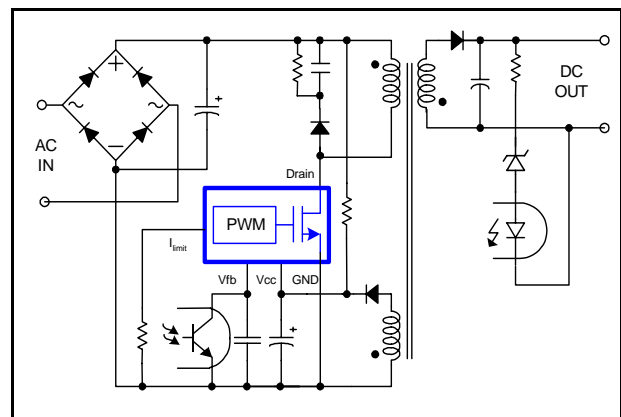 +
~
~
−
AC
IN
+
DC
OUT
Drain
PWM
Ilimit
Vfb
Vcc
GND
+